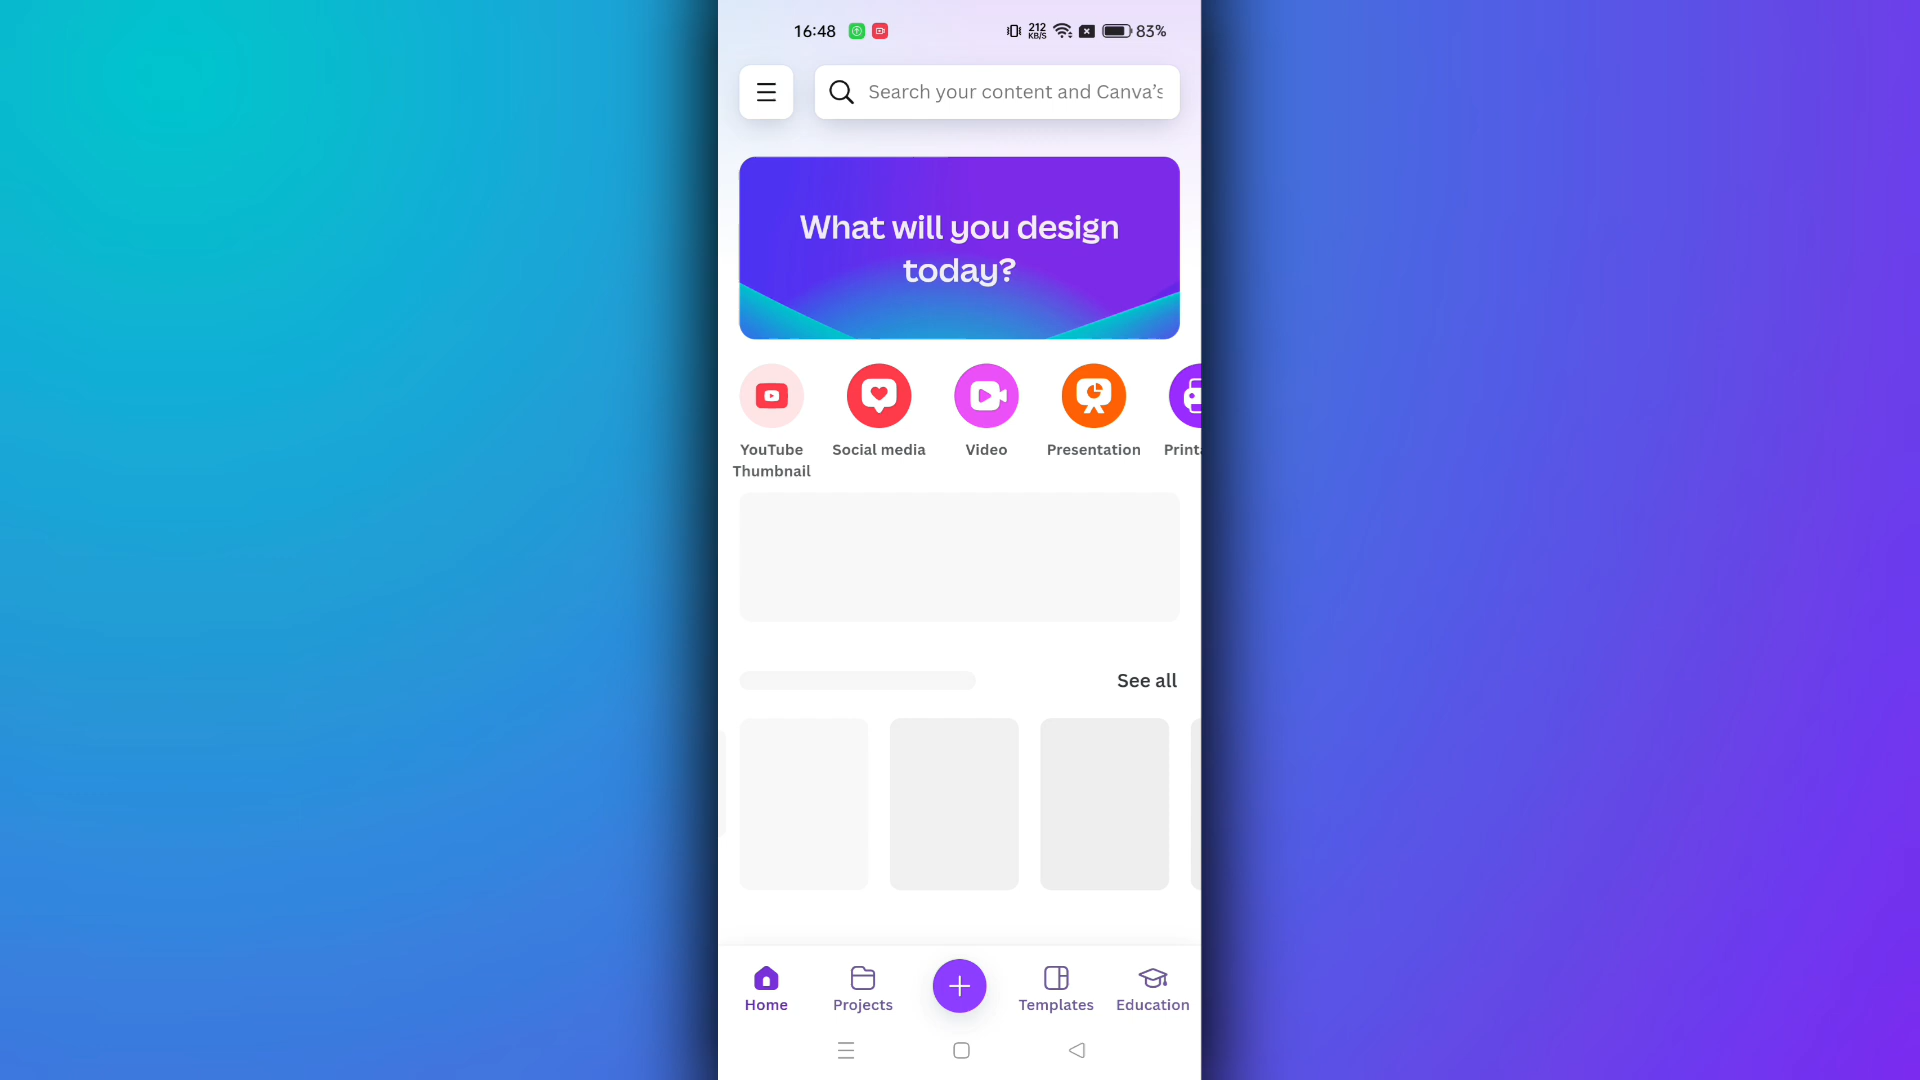 16:48
212
KB/S
83%
Search your content and Canva's
What will you design
today?
YouTube
Thumbnail
Social media
Video
Presentation
Printa
See all
Home
Projects
Templates
Education